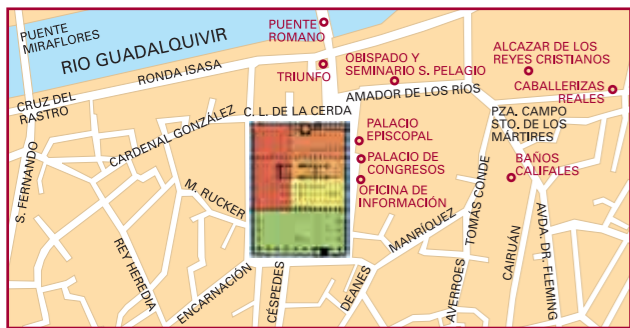 PUENTE
MIRAFLORES
RIO GUADALQUIVIR
PUENTE
ROMANO
TRIUNFO
RONDA ISASA
OBISPADO Y
SEMINARIO S. PELAGIO
ALCAZAR DE LOS
REYES CRISTIANOS
CABALLERIZAS
REALES
CRUZ DEL
RASTRO
AMADOR DE LOS RÍOS
C. L. DE LA CERDA
PZA. CAMPO
STO. DE LOS
MÁRTIRES
CARDENAL GONZÁLEZ
PALACIO
EPISCOPAL
PALACIO DE
CONGRESOS
OFICINA DE
INFORMACIÓN
BAÑOS
CALIFALES
S. FERNANDO
M. RUCKER
REY HEREDIA
ENCARNACIÓN
CÉSPEDES
DEANES
MANRÍQUEZ
TOMÁS CONDE
AVERROES
CAIRUÁN
AVDA. DR. FLEMING